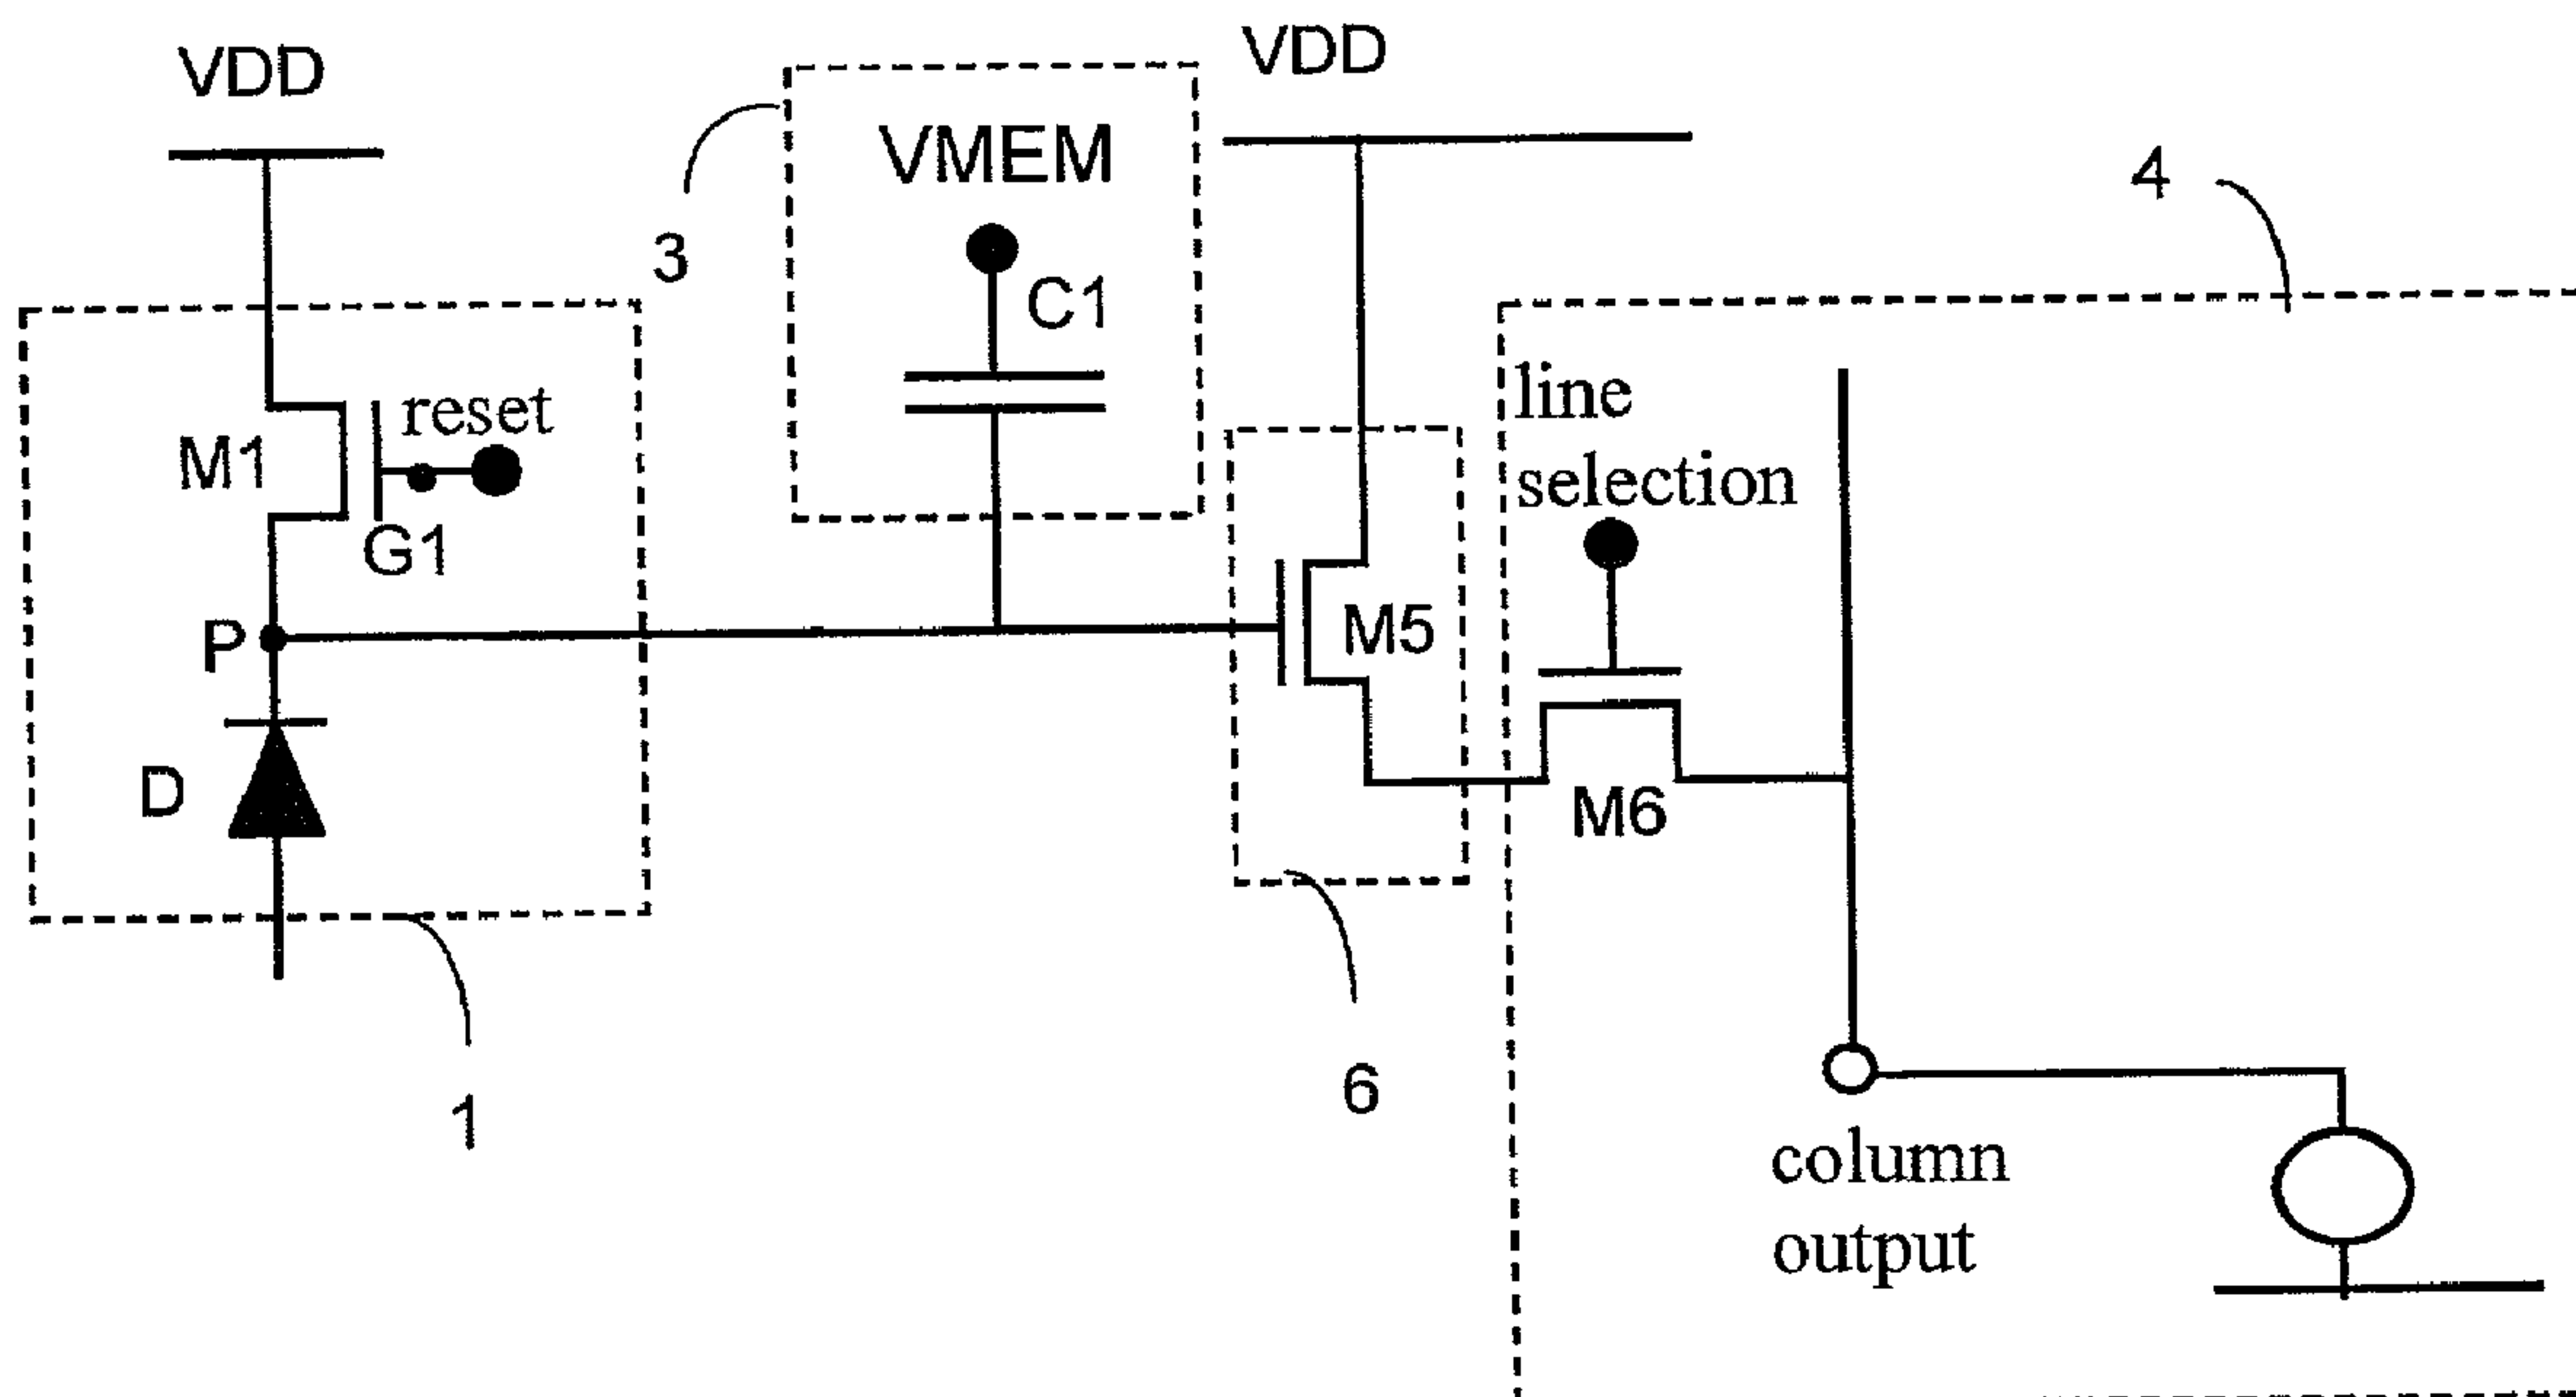 VDD
VDD
VMEM
4
3
C1
line
selection
reset
M1
G1
P
M5
D
M6
6
1
column
output